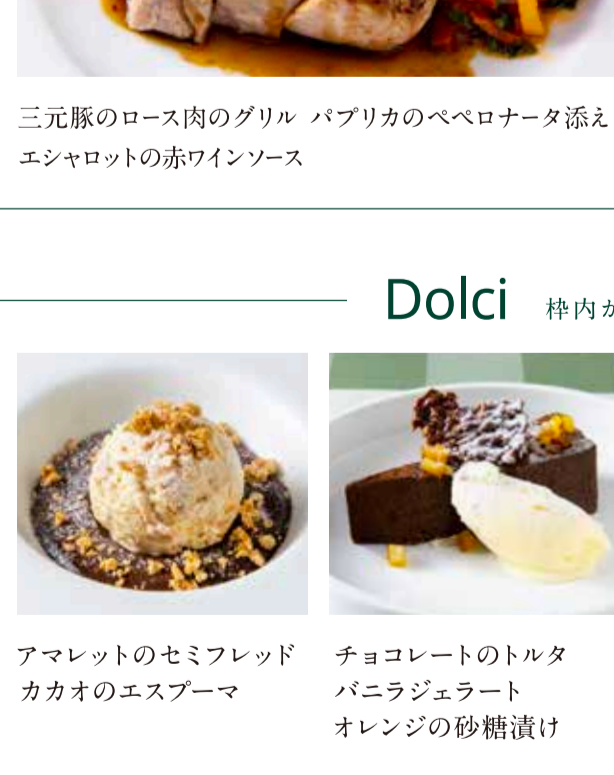 三元豚のロース肉のグリル パプリカのペペロナータ添え
エシャロットの赤ワインソース
Dolci 枠内
アマレットのセミフレッド
カカオのエスプーマ
チョコレートのトルタ
バニラジェラート
オレンジの砂糖漬け